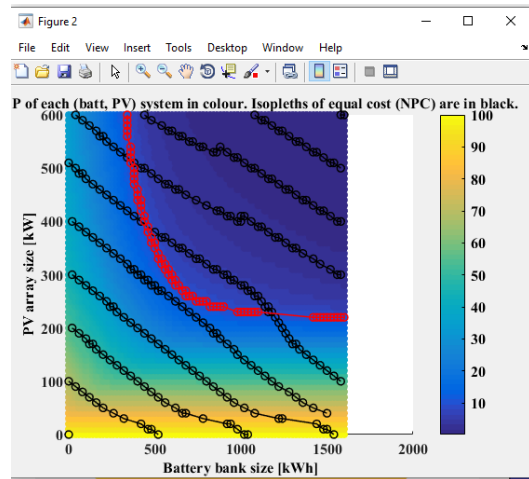 Figure 2
File Edit View Insert Tools Desktop Window Help
P of each (batt, PV) system in colour. Isopleths of equal cost (NPC) are in black.
600
500
400
300
200
100
0
PV array size [kW]
0 500 1000 1500 2000
Battery bank size [kWh]
100
90
80
70
60
50
40
30
20
10